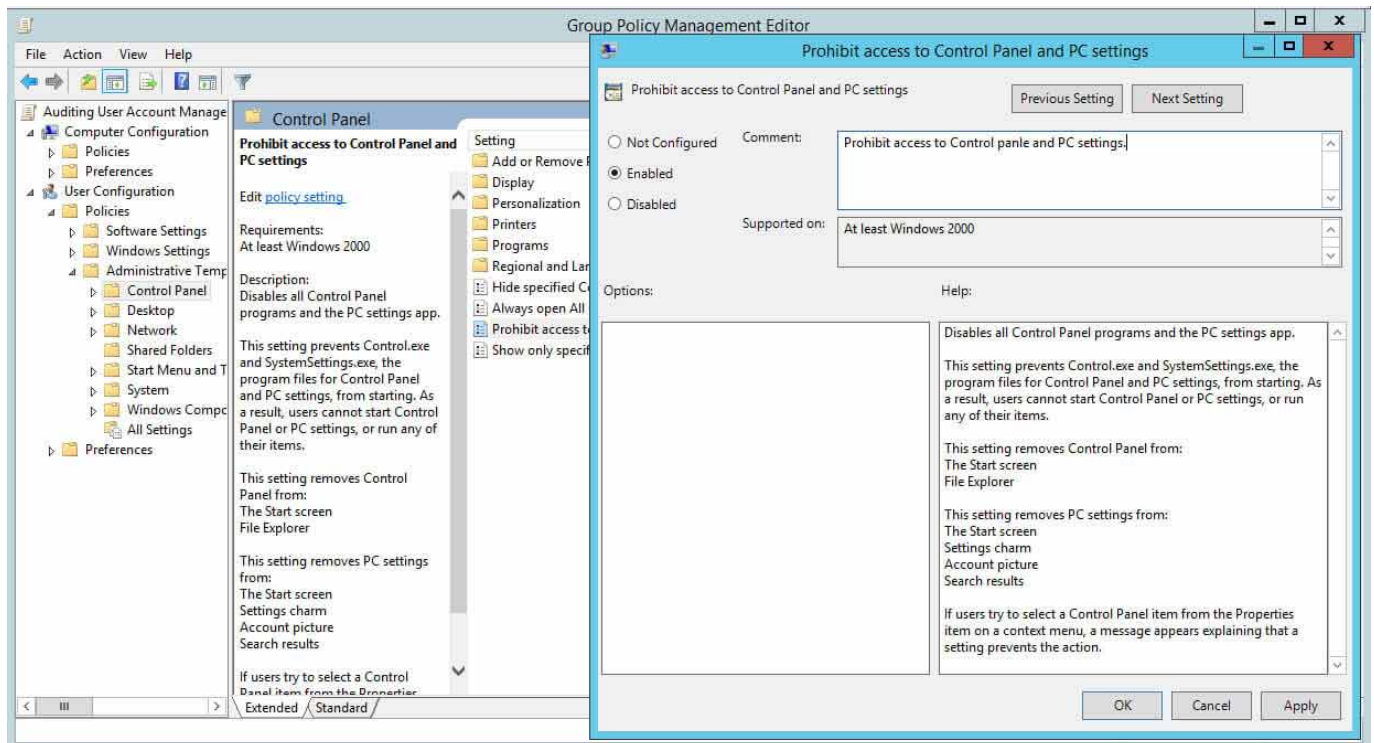 Group Policy Management Editor
File Action View Help
Auditing User Account Manage
Computer Configuration
Policies
Preferences
User Configuration
Policies
Software Settings
Windows Settings
Administrative Temp
Control Panel
Desktop
Network
Shared Folders
Start Menu and T
System
Windows Compo
All Settings
Preferences
Control Panel
Prohibit access to Control Panel and
PC settings
Edit policy setting
Requirements:
At least Windows 2000
Description:
Disables all Control Panel
programs and the PC settings app.
This setting prevents Control.exe
and SystemSettings.exe, the
program files for Control Panel
and PC settings, from starting. As
a result, users cannot start Control
Panel or PC settings, or run any of
their items.
This setting removes Control
Panel from:
The Start screen
File Explorer
This setting removes PC settings
from:
The Start screen
Settings charm
Account picture
Search results
If users try to select a Control
Panel item from the Properties
Setting
Add or Remove P
Display
Personalization
Printers
Programs
Regional and Lan
Hide specified Co
Always open All
Prohibit access to
Show only specif
Extended Standard
Prohibit access to Control Panel and PC settings
Prohibit access to Control Panel and PC settings
Previous Setting Next Setting
Not Configured
Enabled
Disabled
Comment:
Prohibit access to Control panle and PC settings.
Supported on:
At least Windows 2000
Options:
Help:
Disables all Control Panel programs and the PC settings app.
This setting prevents Control.exe and SystemSettings.exe, the
program files for Control Panel and PC settings, from starting. As
a result, users cannot start Control Panel or PC settings, or run
any of their items.
This setting removes Control Panel from:
The Start screen
File Explorer
This setting removes PC settings from:
The Start screen
Settings charm
Account picture
Search results
If users try to select a Control Panel item from the Properties
item on a context menu, a message appears explaining that a
setting prevents the action.
OK Cancel Apply